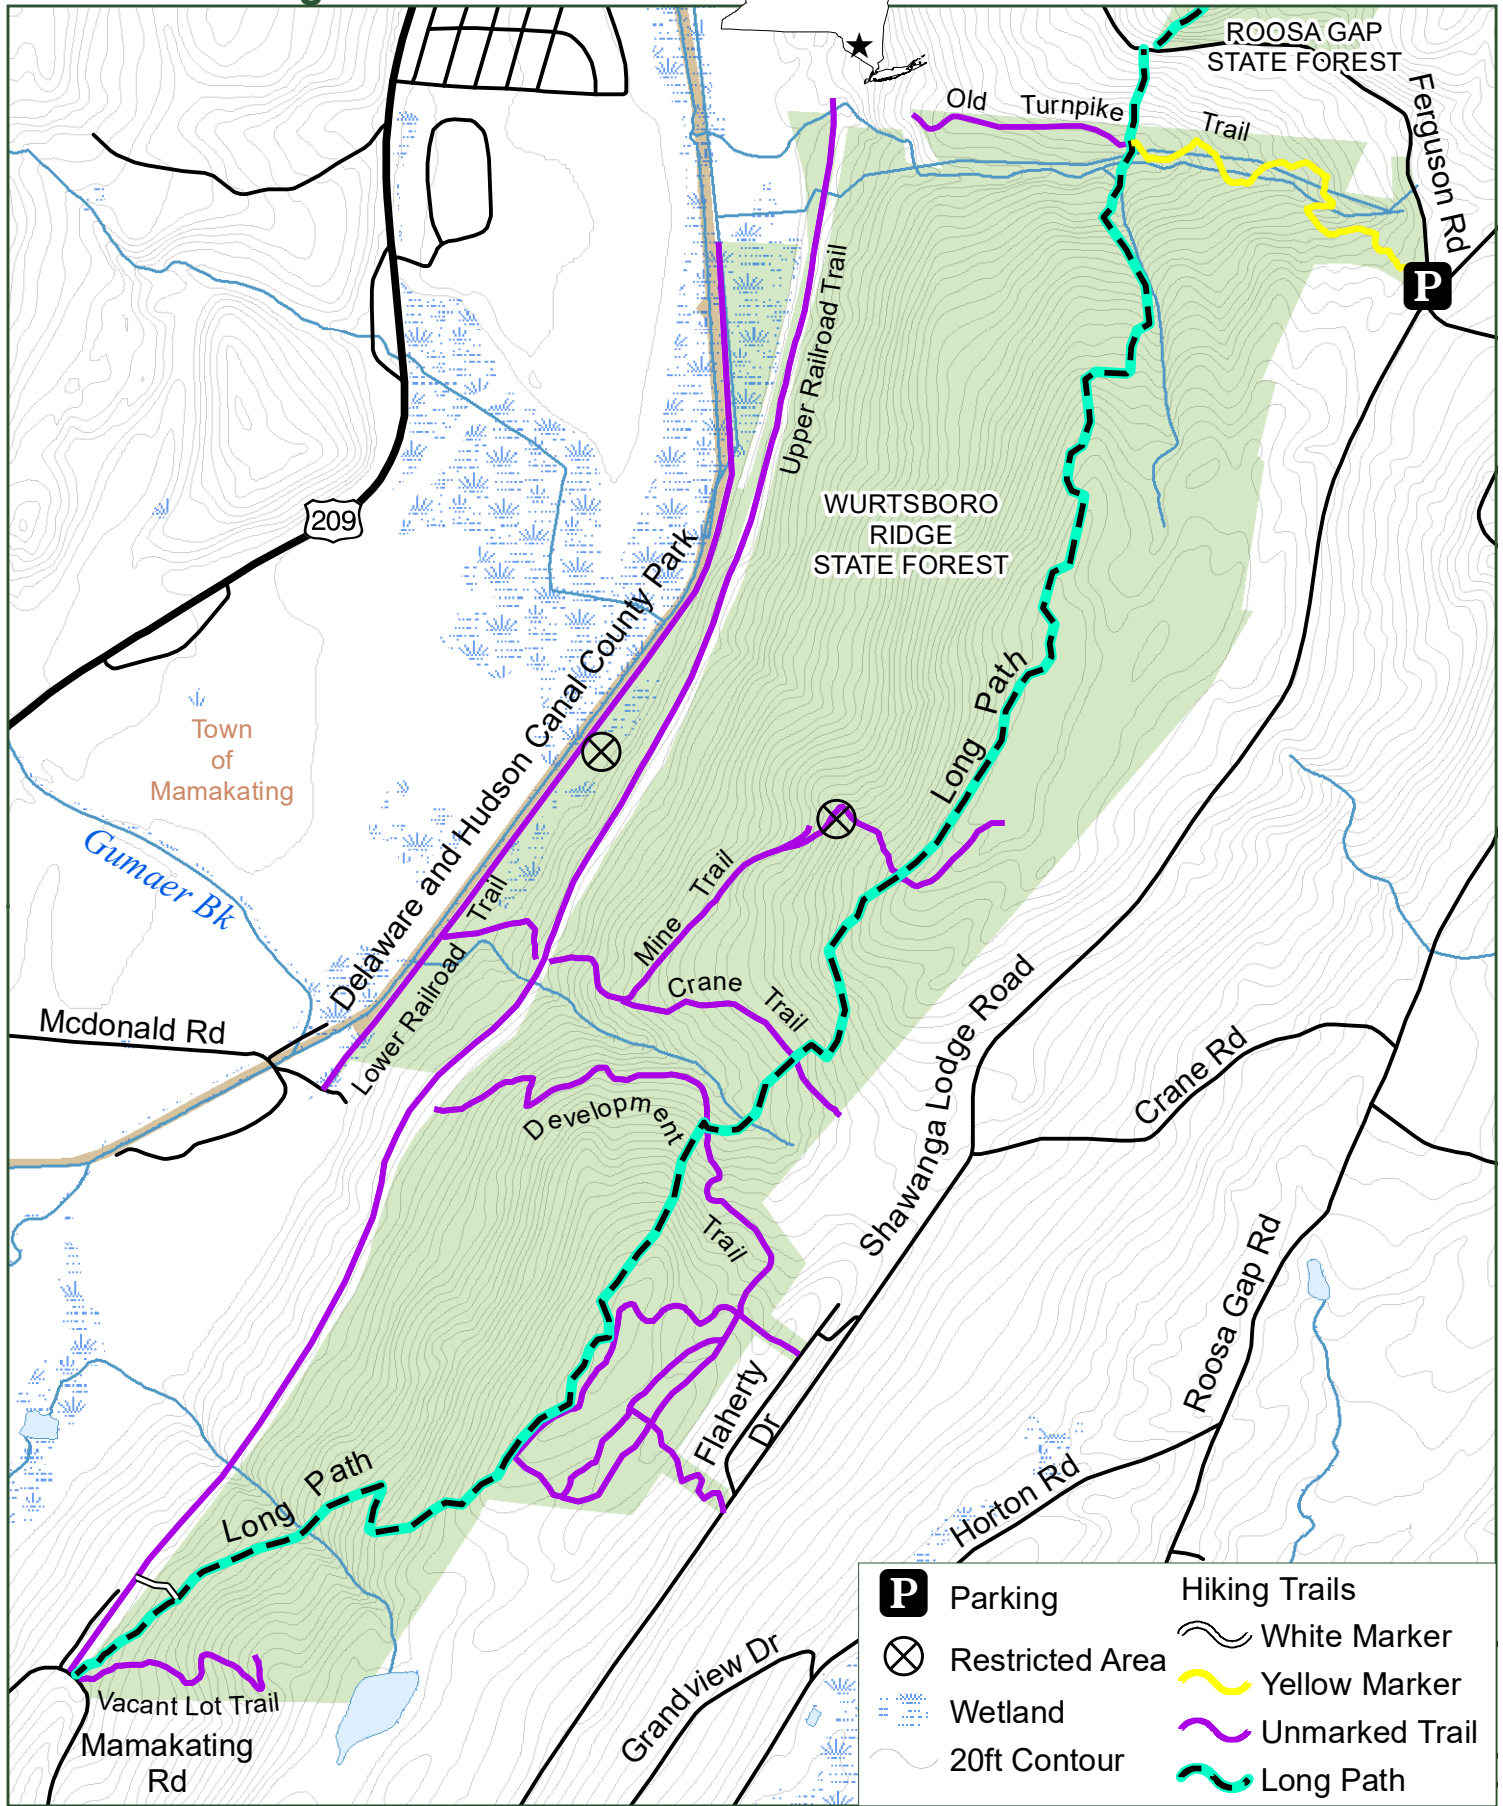 ROOSA GAP
STATE FOREST
Old Turnpike Trail
Ferguson Rd
P
Upper Railroad Trail
209
WURTSBORO
RIDGE
STATE FOREST
Delaware and Hudson Canal County Park
Long Path
Town
of
Mamakating
Gumaer Bk
Mine Trail
Lower Railroad Trail
Crane Trail
Mcdonald Rd
Shawanga Lodge Road
Crane Rd
Development Trail
Roosa Gap Rd
Flaherty
Dr
Long Path
Horton Rd
Vacant Lot Trail
Mamakating
Rd
Grandview Dr
P Parking
Restricted Area
Wetland
20ft Contour
Hiking Trails
White Marker
Yellow Marker
Unmarked Trail
Long Path